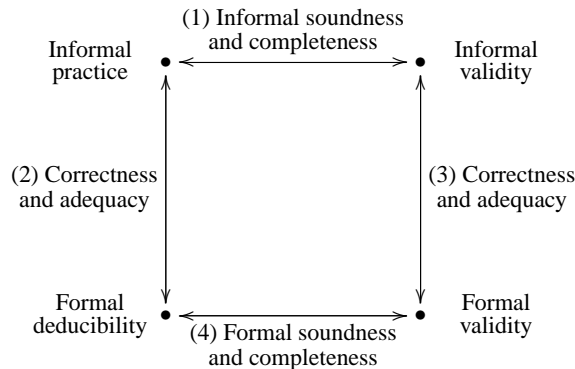 (1) Informal soundness
and completeness
Informal
practice
Informal
validity
(2) Correctness
and adequacy
(3) Correctness
and adequacy
Formal
deducibility
Formal
validity
(4) Formal soundness
and completeness